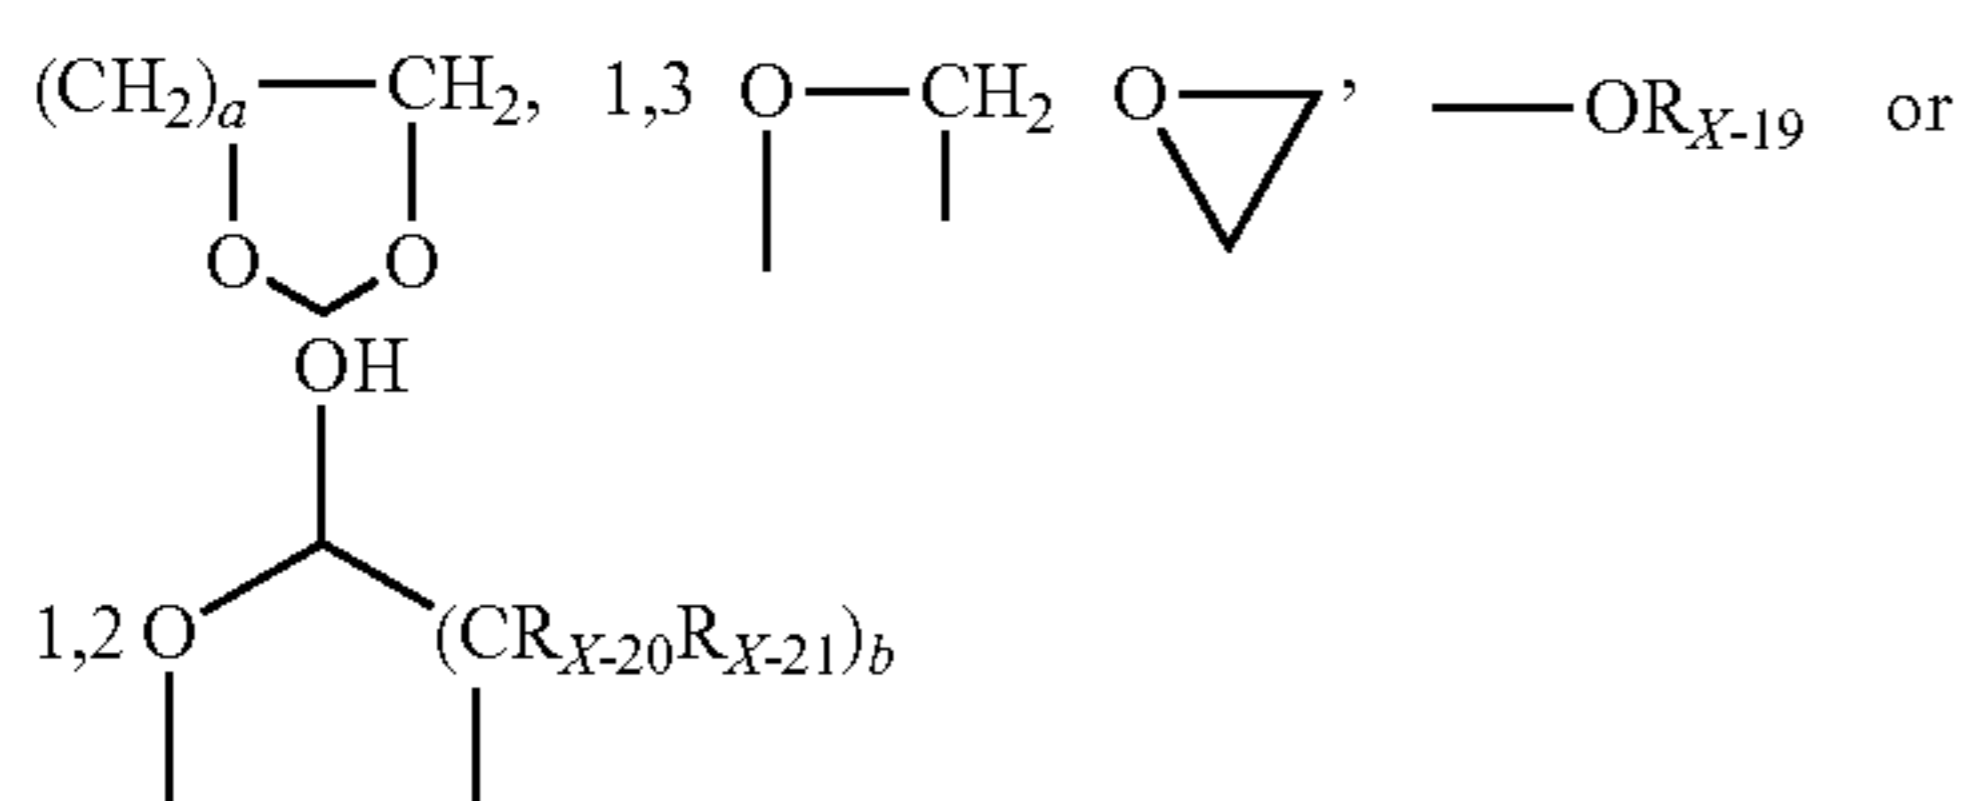 (CH₂)ₐ CH₂, 1,3 O CH₂ O , ORX-19 or
O O
OH
1,2 O (CRX-20RX-21)b